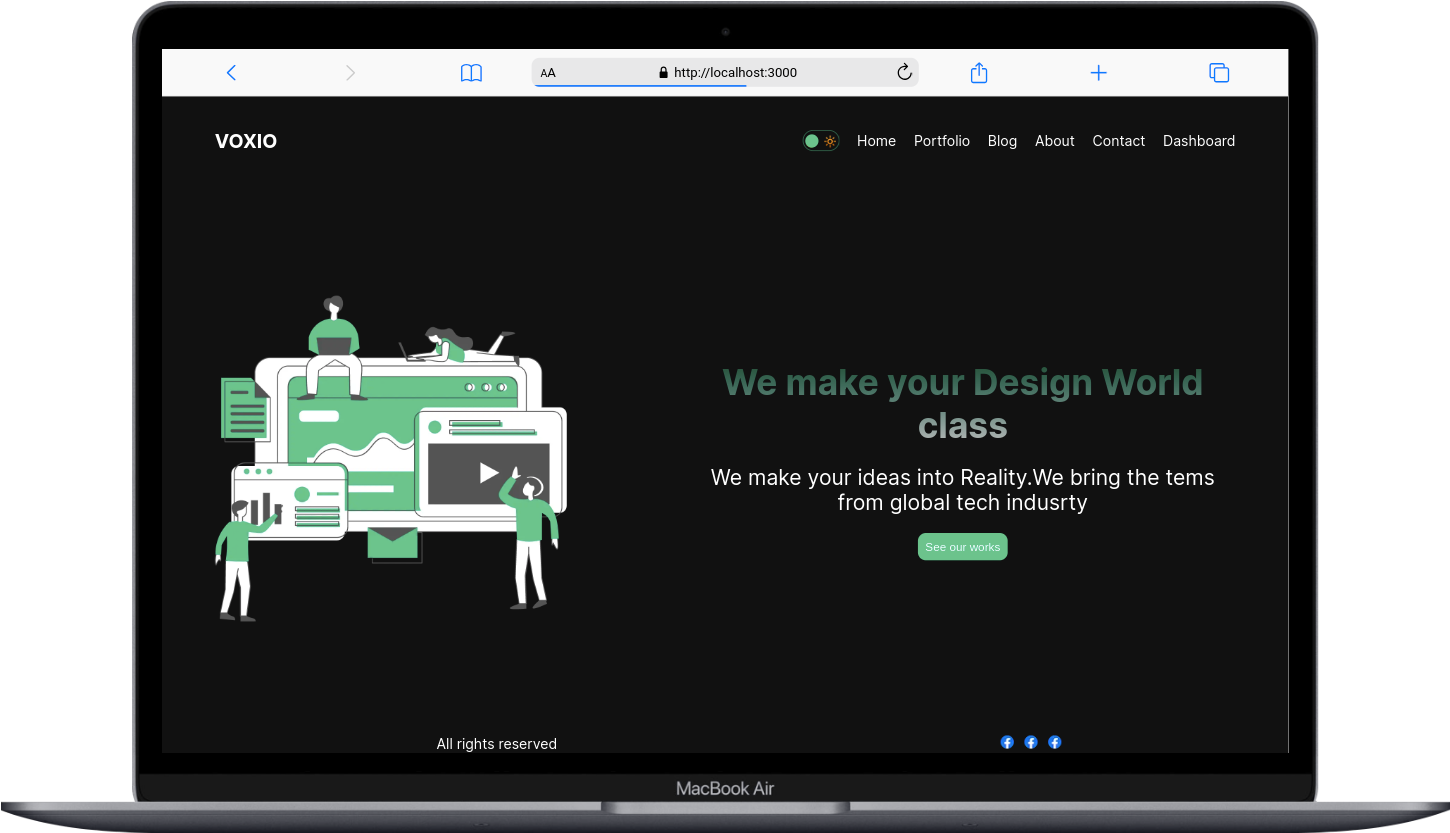 AA http://localhost:3000
VOXIO Home Portfolio Blog About Contact Dashboard
We make your Design World
class
We make your ideas into Reality.We bring the tems
from global tech indusrty
See our works
All rights reserved
MacBook Air